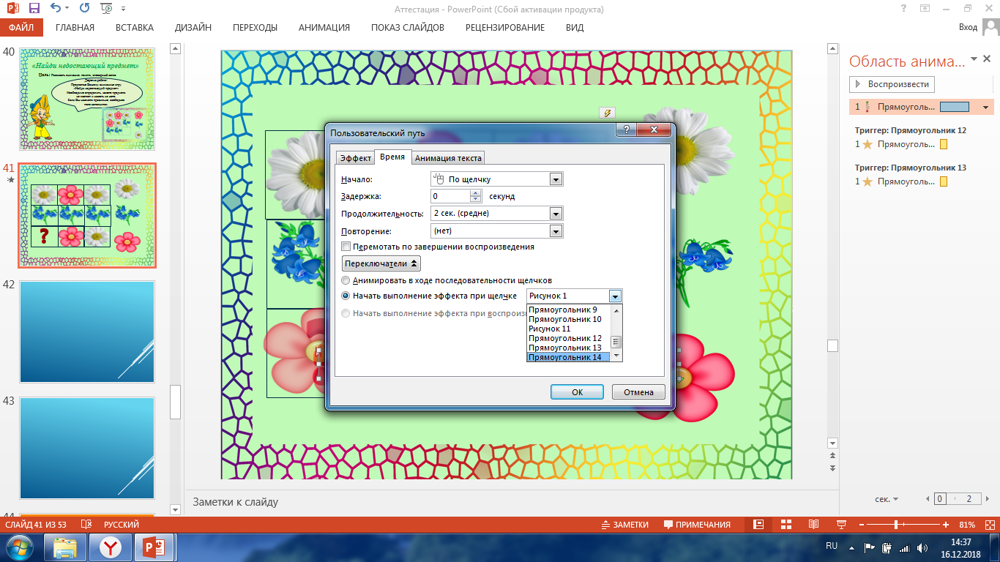 Аттестация - PowerPoint (Сбой активации продукта)
ФАЙЛ ГЛАВНАЯ ВСТАВКА ДИЗАЙН ПЕРЕХОДЫ АНИМАЦИЯ ПОКАЗ СЛАЙДОВ РЕЦЕНЗИРОВАНИЕ ВИД Вход
40
«Найди недостающий предмет»
41
?
42
43
44
Пользовательский путь
Эффект Время Анимация текста
Начало: По щелчку
Задержка: 0 секунд
Продолжительность: 2 сек. (средне)
Повторение: (нет)
Перемотать по завершении воспроизведения
Переключатели
Анимировать в ходе последовательности щелчков
Начать выполнение эффекта при щелчке Рисунок 1
Начать выполнение эффекта при воспроиз
Прямоугольник 9
Прямоугольник 10
Рисунок 11
Прямоугольник 12
Прямоугольник 13
Прямоугольник 14
ОК Отмена
Область анима...
Воспроизвести
1 Прямоуголь...
Триггер: Прямоугольник 12
1 Прямоуголь...
Триггер: Прямоугольник 13
1 Прямоуголь...
сек. 0 2
Заметки к слайду
СЛАЙД 41 ИЗ 53 РУССКИЙ ЗАМЕТКИ ПРИМЕЧАНИЯ 81%
RU 14:37
16.12.2018